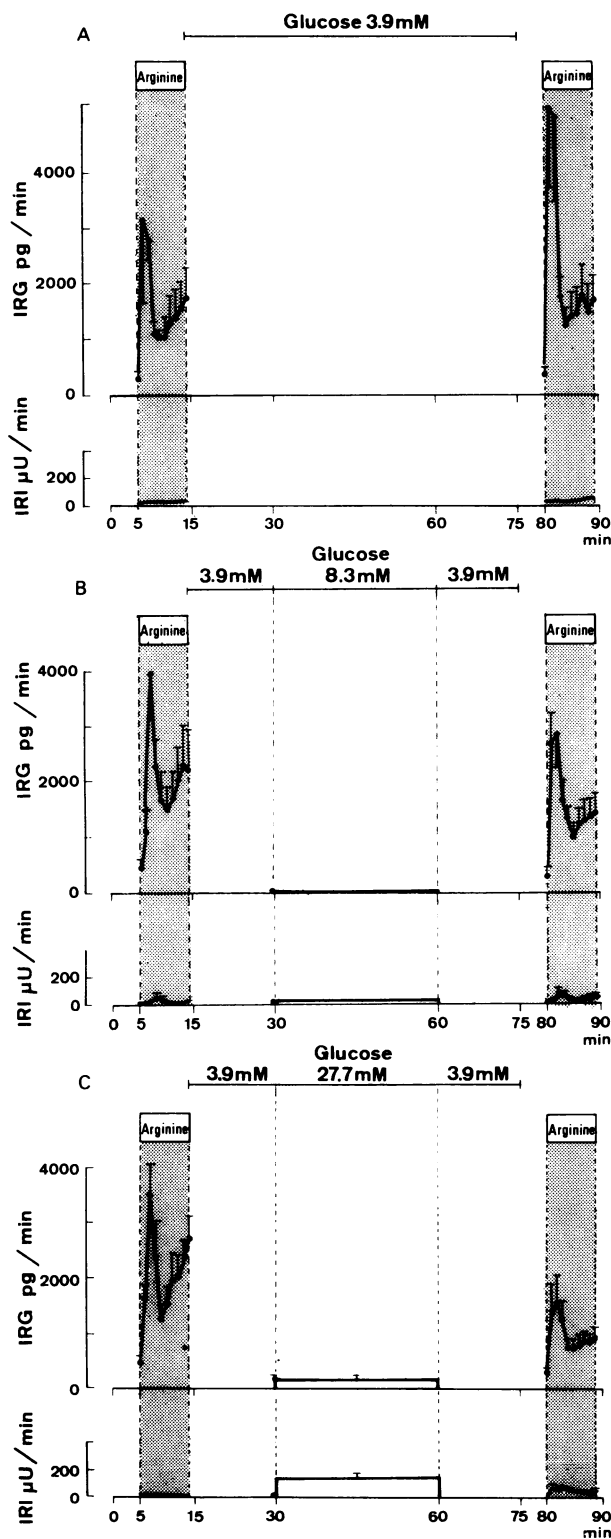 A
Glucose 3.9mM
Arginine Arginine
IRG pg / min
4000
2000
0
IRI µU/min
200
0
0 5 15 30 60 75 80 90
min
B
Glucose
3.9mM 8.3mM 3.9mM
Arginine Arginine
IRG pg / min
4000
2000
0
IRI µU/min
200
0
0 5 15 30 60 75 80 90
min
C
Glucose
3.9mM 27.7mM 3.9mM
Arginine Arginine
IRG pg / min
4000
2000
0
IRI µU/min
200
0
0 5 15 30 60 75 80 90
min